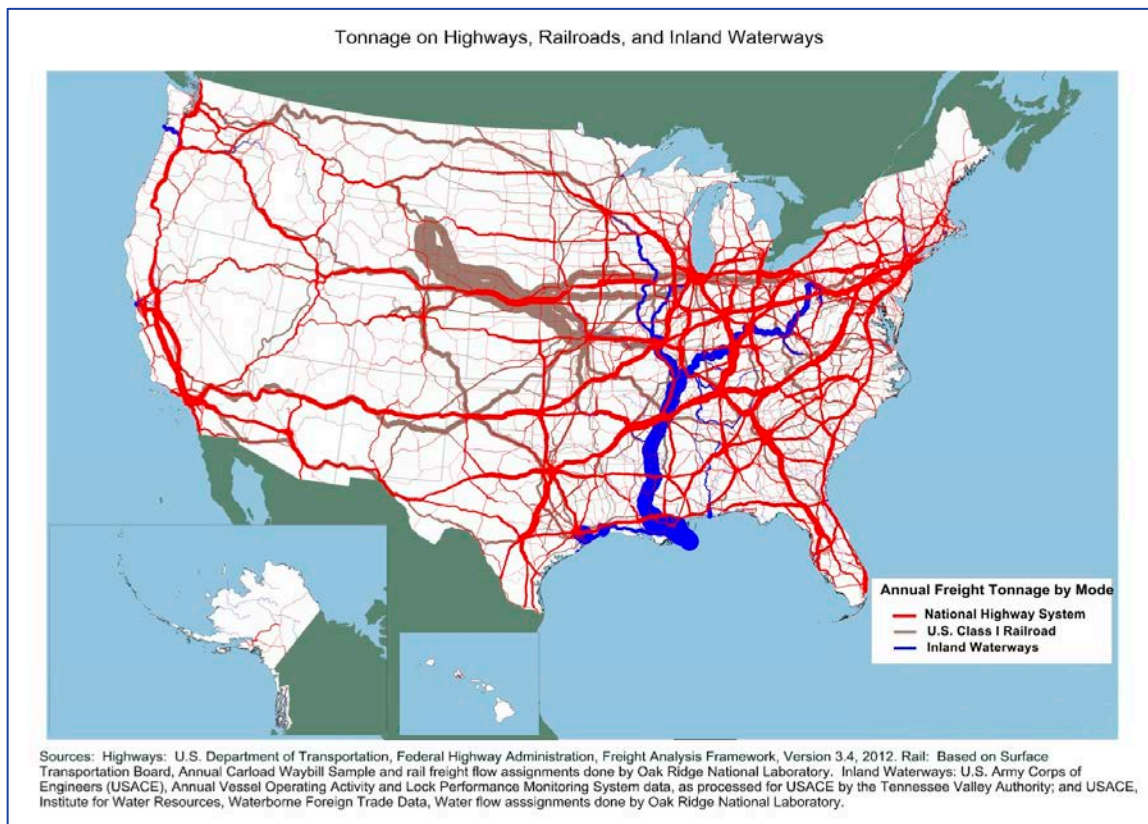 Tonnage on Highways, Railroads, and Inland Waterways
Annual Freight Tonnage by Mode
National Highway System
U.S. Class I Railroad
Inland Waterways
Sources: Highways: U.S. Department of Transportation, Federal Highway Administration, Freight Analysis Framework, Version 3.4, 2012. Rail: Based on Surface
Transportation Board, Annual Carload Waybill Sample and rail freight flow assignments done by Oak Ridge National Laboratory. Inland Waterways: U.S. Army Corps of
Engineers (USACE), Annual Vessel Operating Activity and Lock Performance Monitoring System data, as processed for USACE by the Tennessee Valley Authority; and USACE,
Institute for Water Resources, Waterborne Foreign Trade Data, Water flow asssignments done by Oak Ridge National Laboratory.